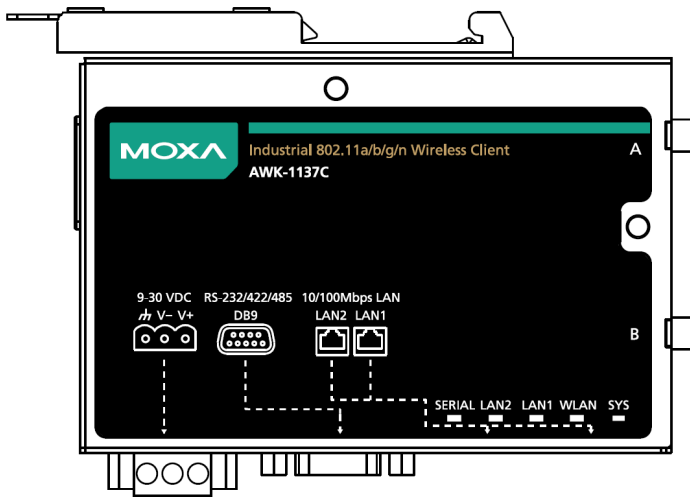 MOXA
Industrial 802.11a/b/g/n Wireless Client
AWK-1137C
A
9-30 VDC RS-232/422/485 10/100Mbps LAN
V- V+ DB9 LAN2 LAN1
B
SERIAL LAN2 LAN1 WLAN SYS